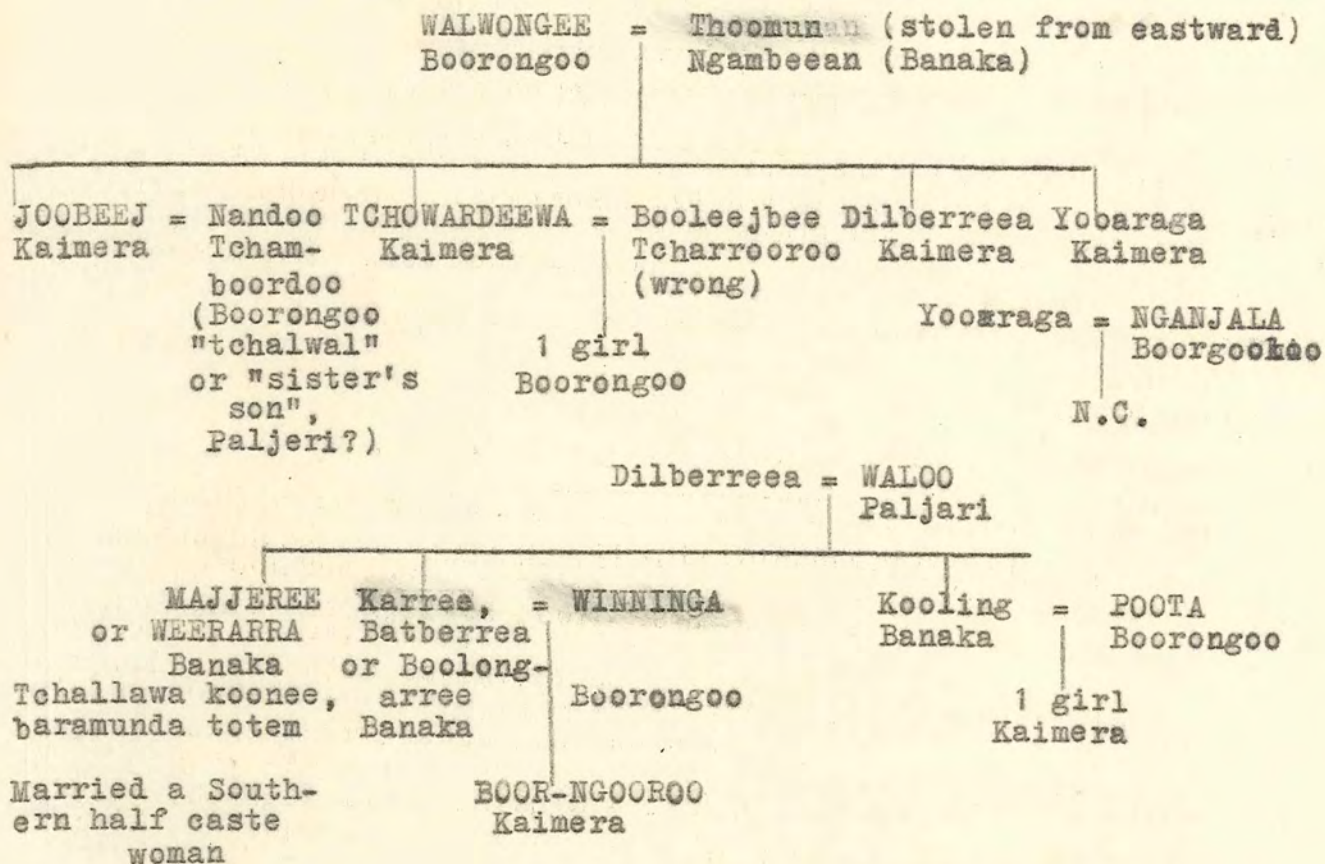 WALWONGEE = Thoomun (stolen from eastward)
Boorongoo Ngambeean (Banaka)
JOOBEEJ = Nandoo TCHOWARDEEWA = Booleejbee Dilberreea Yobaraga
Kaimera Tcham- Kaimera Tcharrooroo Kaimera Kaimera
boordoo (wrong)
(Boorongoo Yooxraga = NGANJALA
"tchalwal" 1 girl
or "sister's Boorongoo
son", N.C.
Paljeri?)
Dilberreea = WALOO
Paljari
MAJJEREE Karree, = WINNINGA Kooling = POOTA
or WEERARRA Batberrea Banaka Boorongoo
Banaka or Boolong-
Tchallawa koonee, arree Boorongoo 1 girl
baramunda totem Banaka Kaimera
Married a South- BOOR-NGOOROO
ern half caste Kaimera
woman